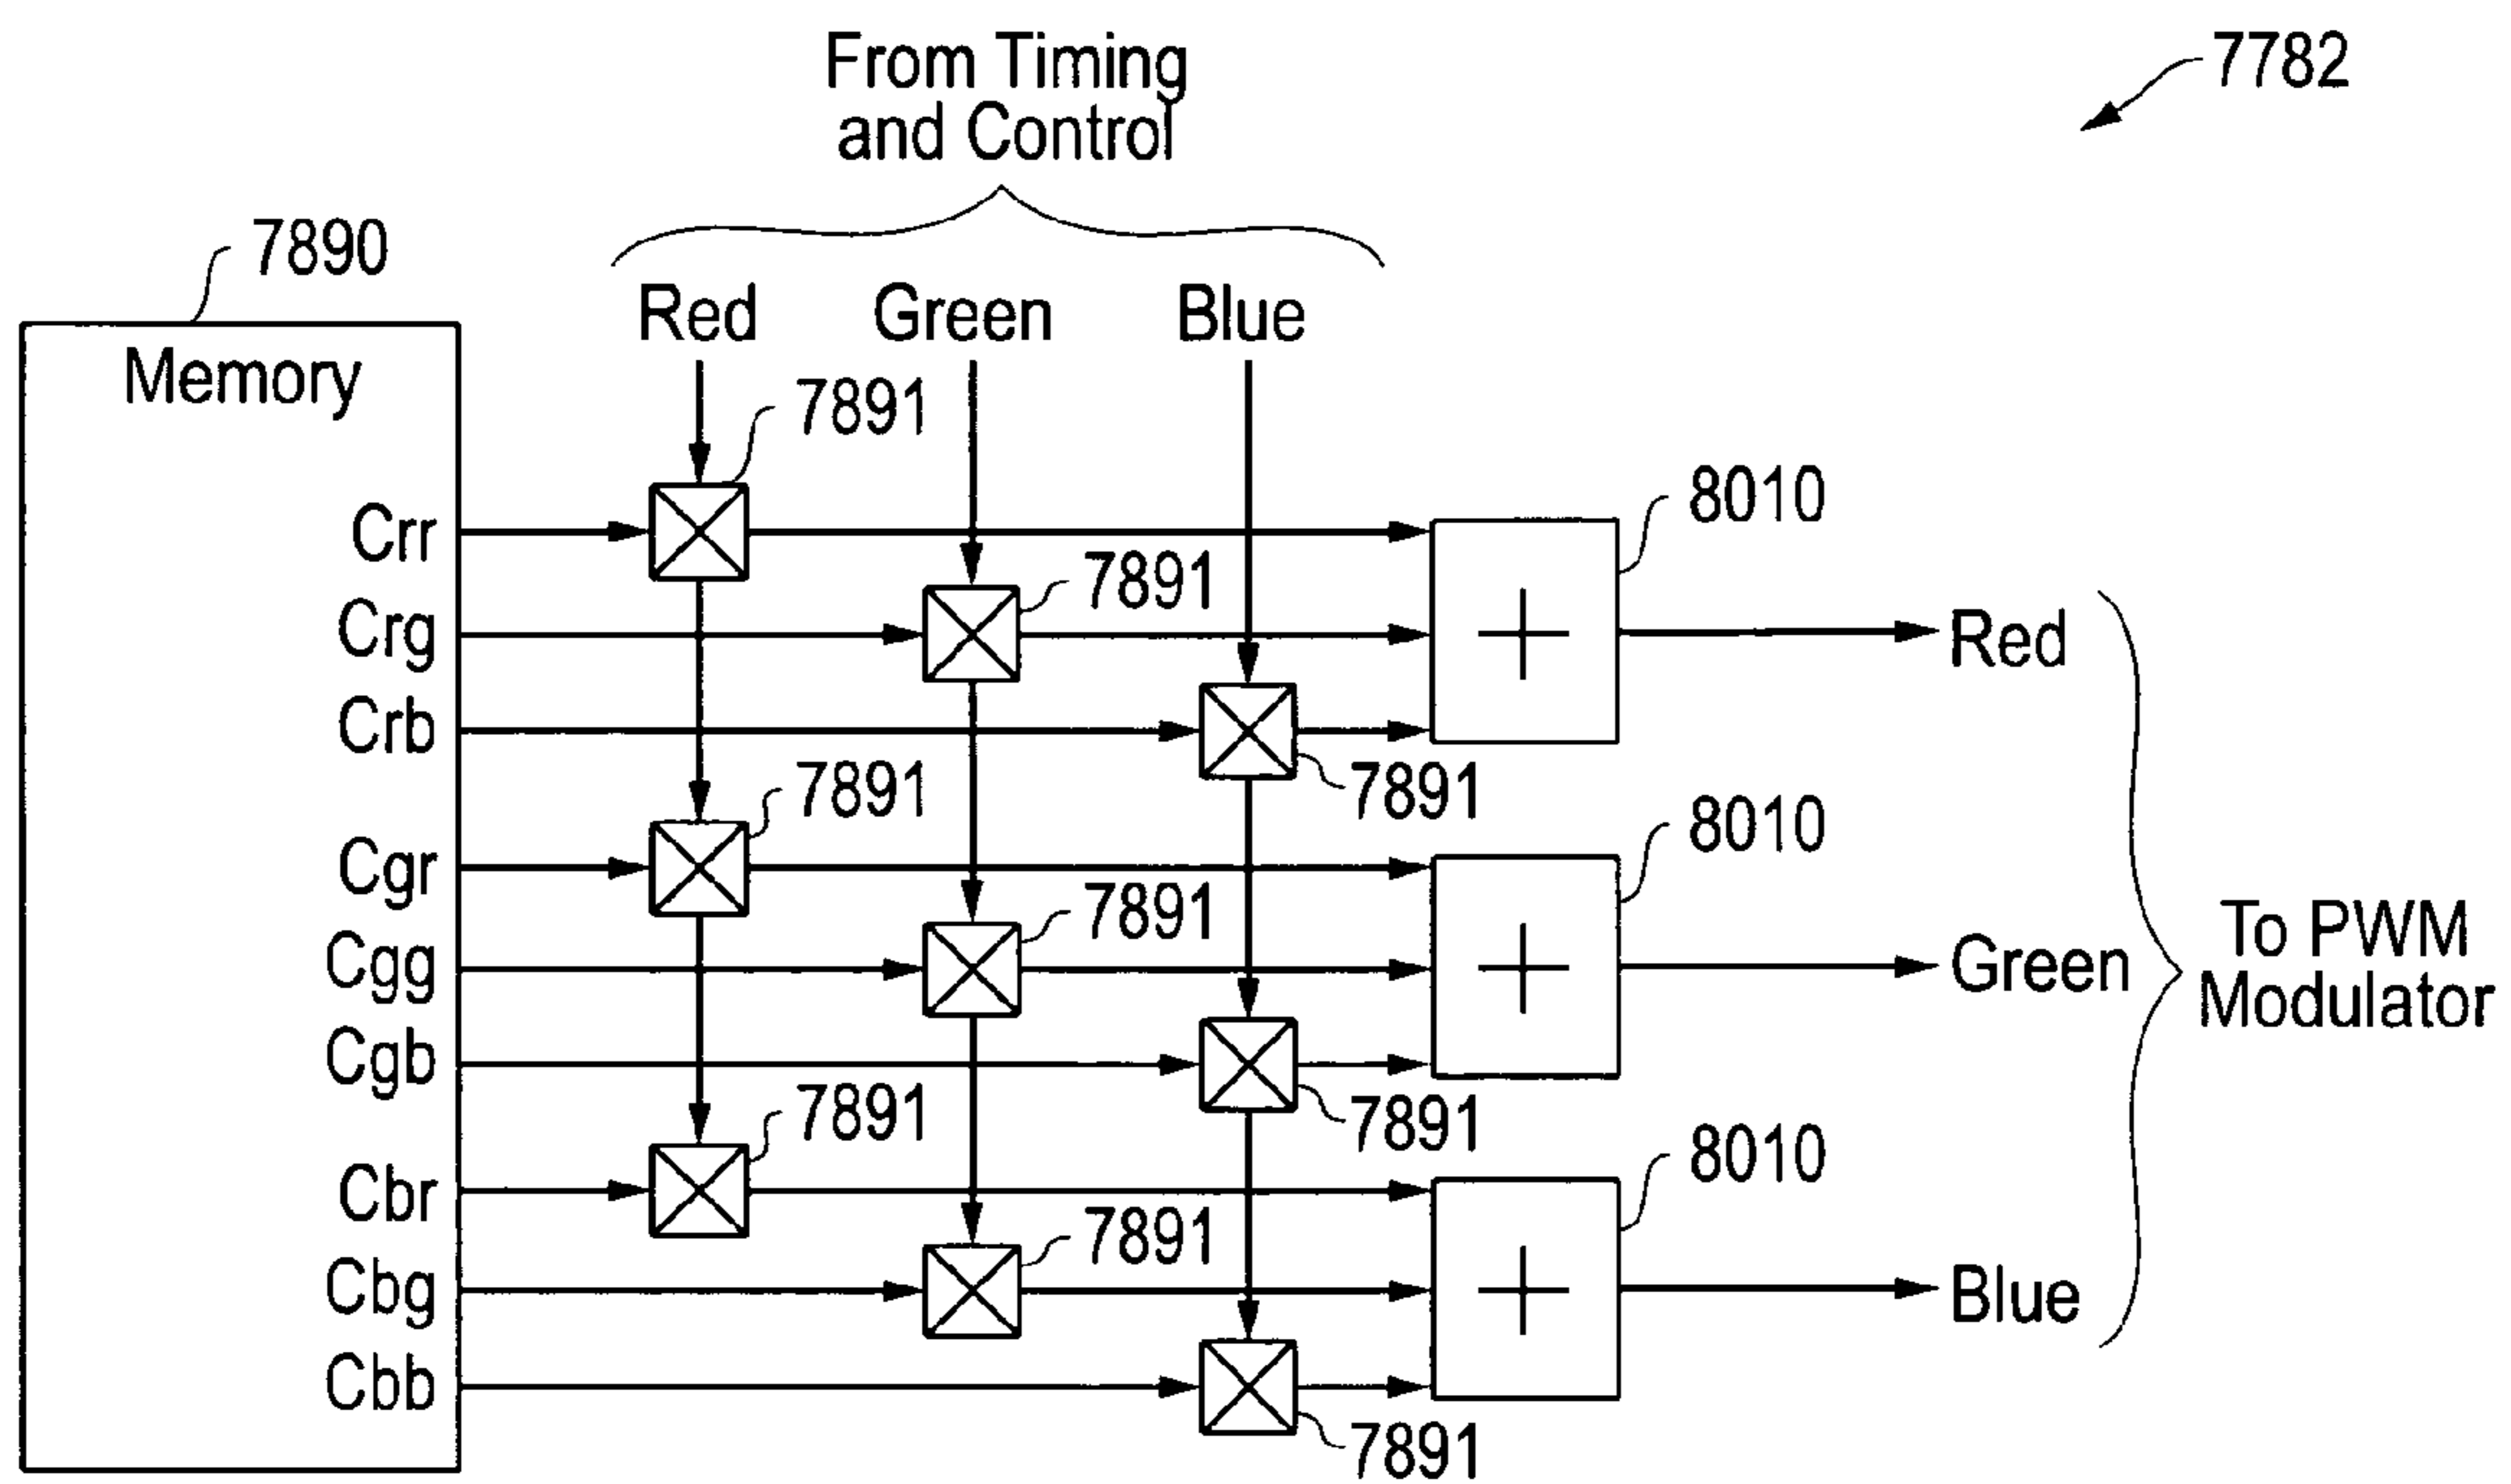 From Timing
and Control
7782
7890
Red
Green
Blue
Memory
7891
Crr
8010
7891
Crg
Red
Crb
7891
7891
8010
Cgr
7891
To PWM
Modulator
Cgg
Green
Cgb
7891
7891
8010
Cbr
7891
Cbg
Blue
Cbb
7891